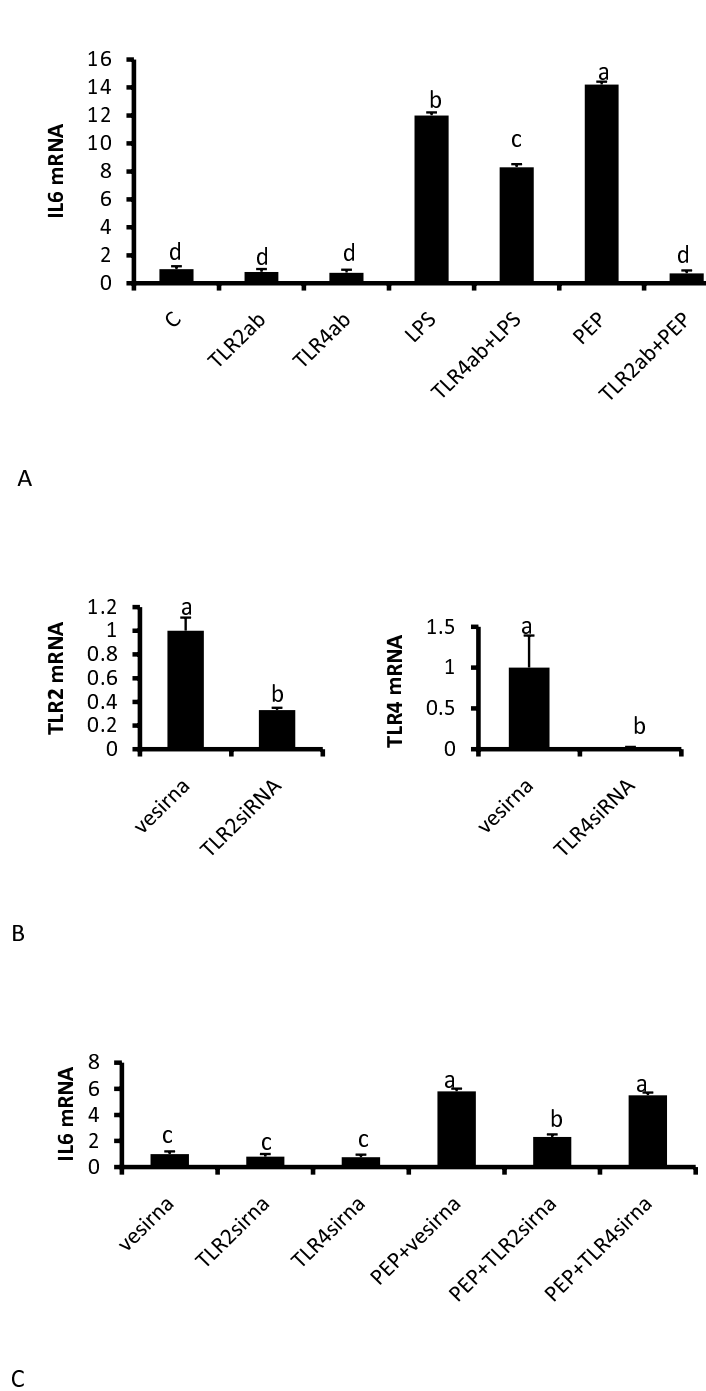 16
14
12
10
8
6
4
2
0
IL6 mRNA
d
d
d
b
c
a
d
C
TLR2ab
TLR4ab
LPS
TLR4ab+LPS
PEP
TLR2ab+PEP
A
1.2
1
0.8
0.6
0.4
0.2
0
TLR2 mRNA
a
b
vesirna
TLR2siRNA
1.5
1
0.5
0
TLR4 mRNA
a
b
vesirna
TLR4siRNA
B
8
6
4
2
0
IL6 mRNA
c
c
c
a
b
a
vesirna
TLR2sirna
TLR4sirna
PEP+vesirna
PEP+TLR2sirna
PEP+TLR4sirna
C